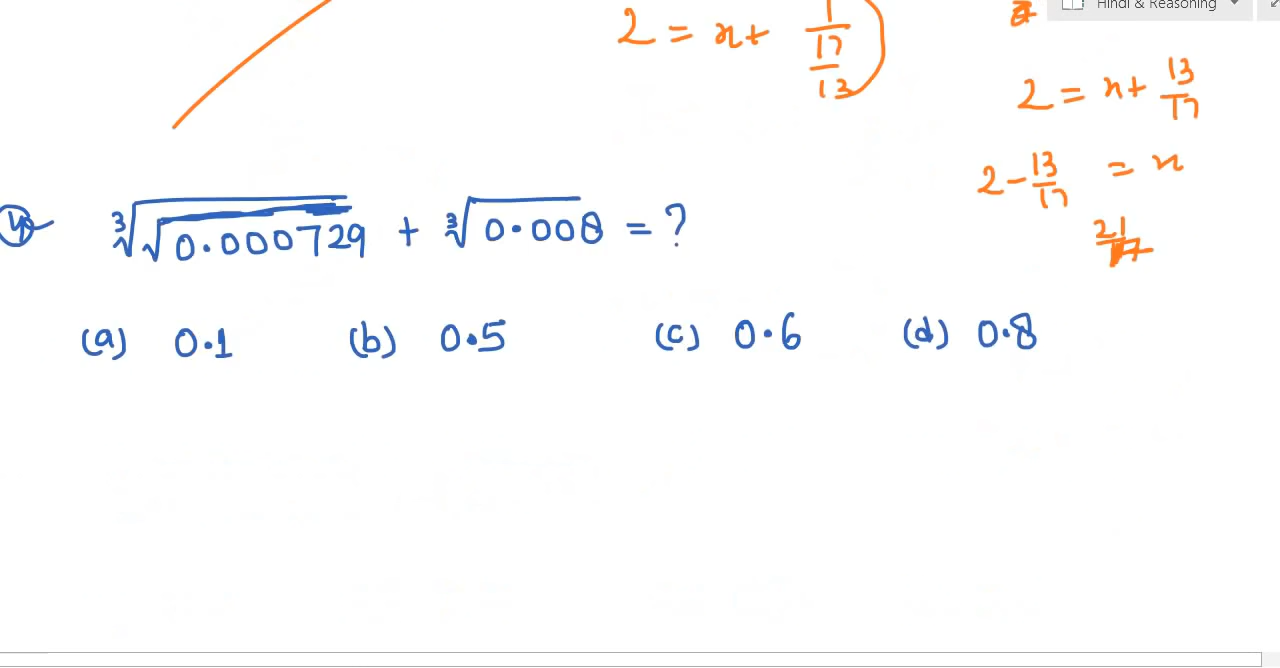 Hindi & Reasoning
2 = x + 1/(17/13)
2 = x + 13/17
2 - 13/17 = x
21/17
4 ∛√0.000729 + ∛0.008 = ?
(a) 0.1 (b) 0.5 (c) 0.6 (d) 0.8